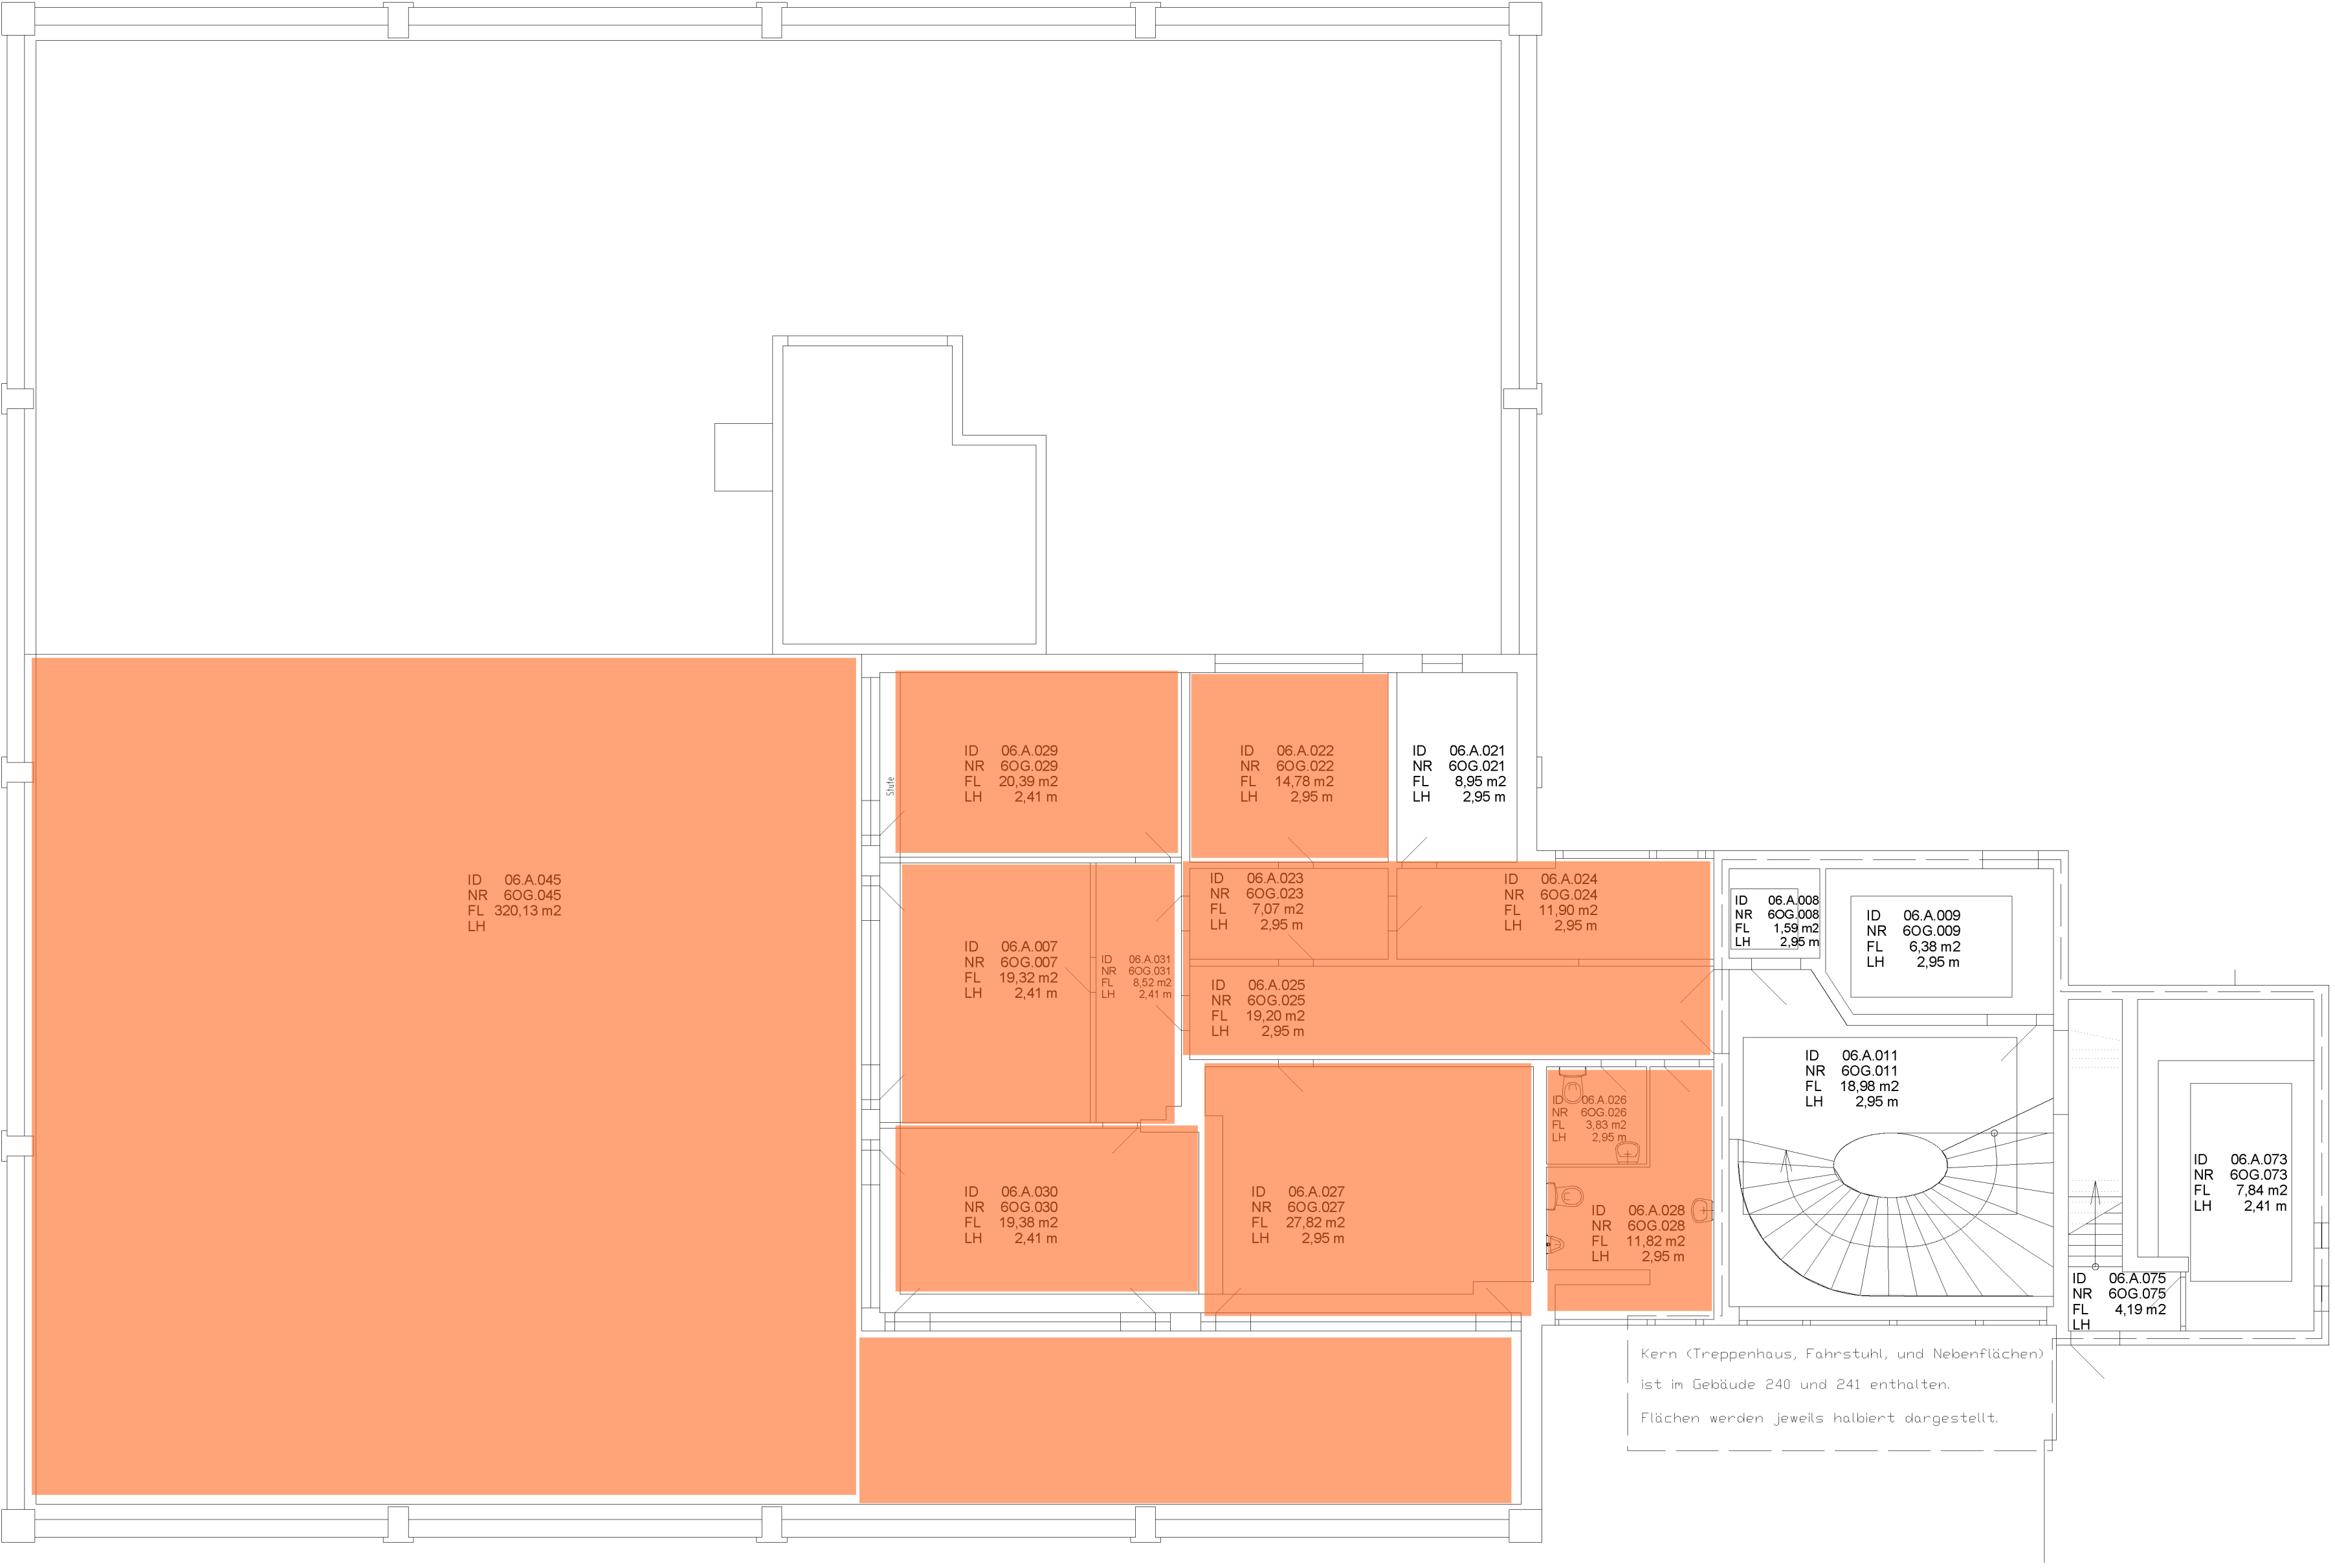 ID 06.A.029
NR 6OG.029
FL 20,39 m2
LH 2,41 m
Stufe
ID 06.A.022
NR 6OG.022
FL 14,78 m2
LH 2,95 m
ID 06.A.021
NR 6OG.021
FL 8,95 m2
LH 2,95 m
ID 06.A.045
NR 6OG.045
FL 320,13 m2
LH
ID 06.A.023
NR 6OG.023
FL 7,07 m2
LH 2,95 m
ID 06.A.024
NR 6OG.024
FL 11,90 m2
LH 2,95 m
ID 06.A.008
NR 6OG.008
FL 1,59 m2
LH 2,95 m
ID 06.A.009
NR 6OG.009
FL 6,38 m2
LH 2,95 m
ID 06.A.007
NR 6OG.007
FL 19,32 m2
LH 2,41 m
ID 06.A.031
NR 6OG.031
FL 8,52 m2
LH 2,41 m
ID 06.A.025
NR 6OG.025
FL 19,20 m2
LH 2,95 m
ID 06.A.011
NR 6OG.011
FL 18,98 m2
LH 2,95 m
ID 06.A.026
NR 6OG.026
FL 3,83 m2
LH 2,95 m
ID 06.A.073
NR 6OG.073
FL 7,84 m2
LH 2,41 m
ID 06.A.030
NR 6OG.030
FL 19,38 m2
LH 2,41 m
ID 06.A.027
NR 6OG.027
FL 27,82 m2
LH 2,95 m
ID 06.A.028
NR 6OG.028
FL 11,82 m2
LH 2,95 m
ID 06.A.075
NR 6OG.075
FL 4,19 m2
LH
Kern (Treppenhaus, Fahrstuhl, und Nebenflächen)
ist im Gebäude 240 und 241 enthalten.
Flächen werden jeweils halbiert dargestellt.